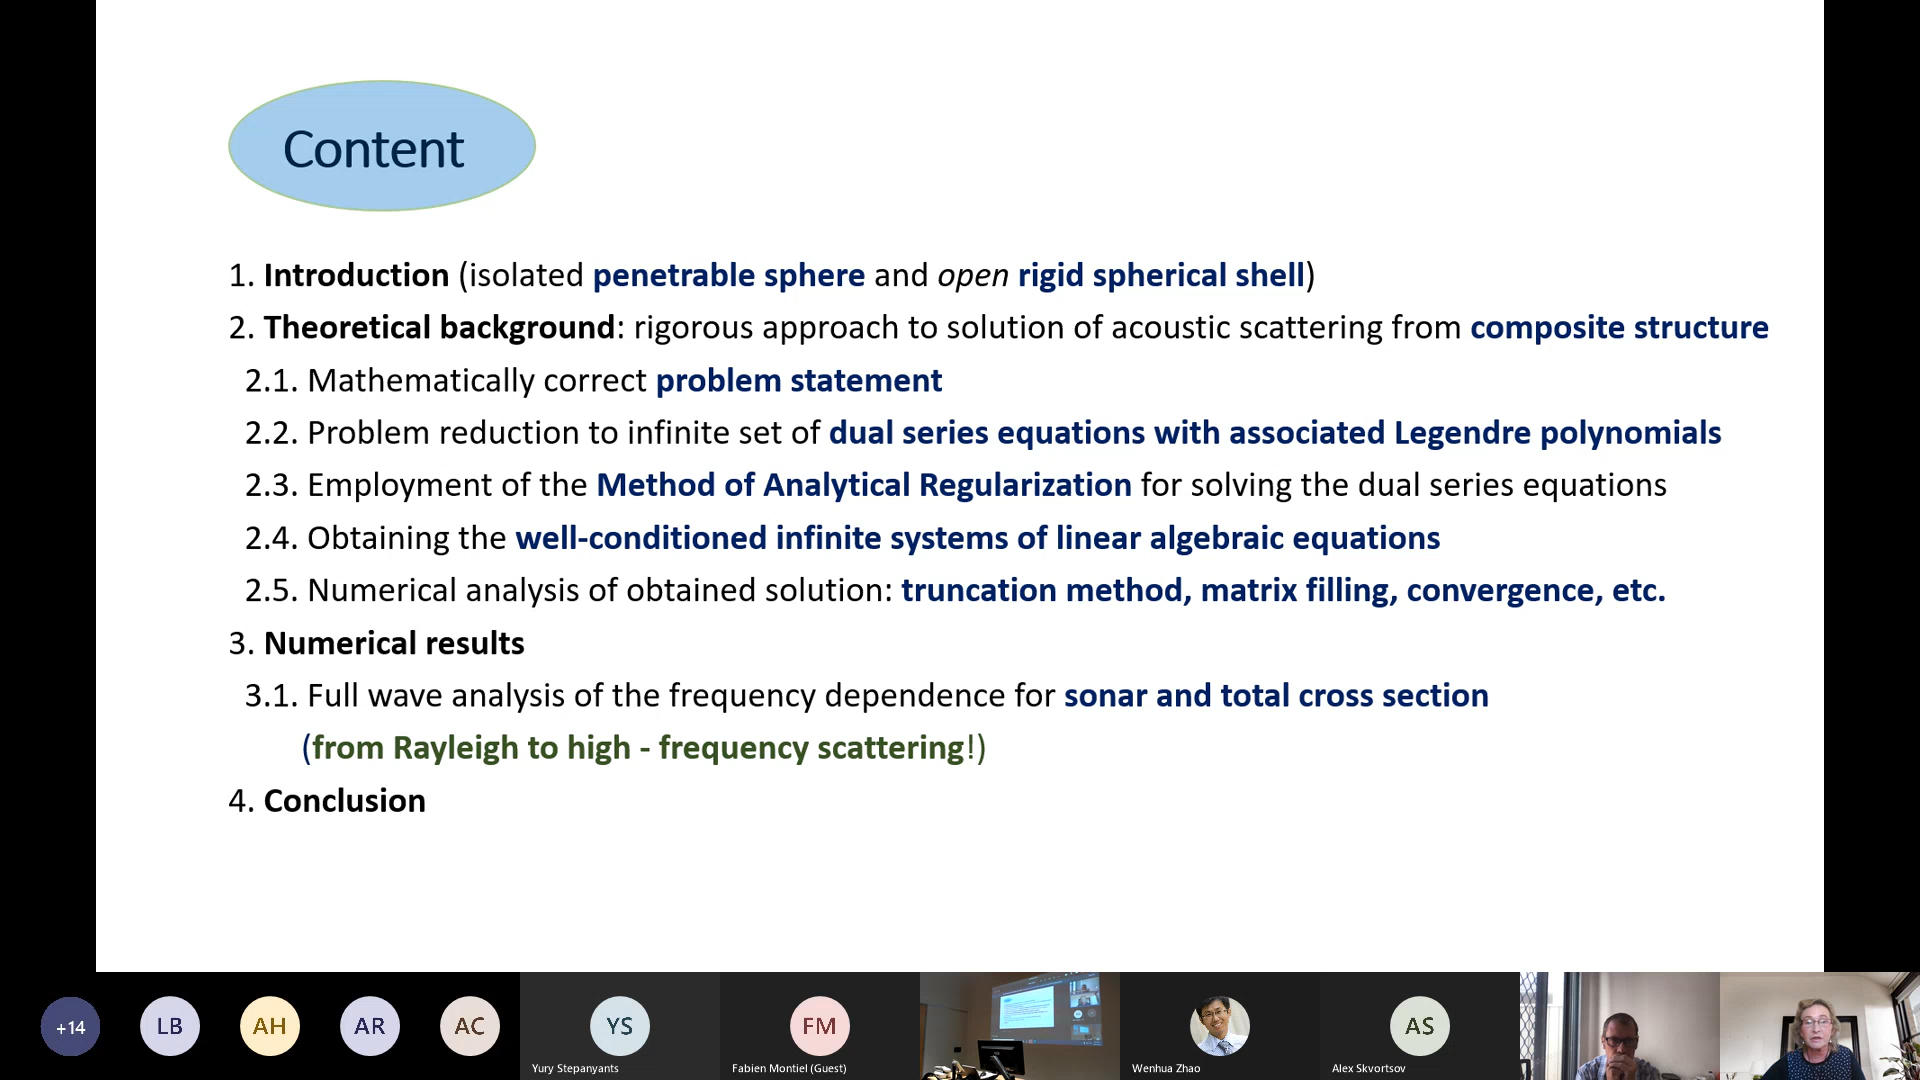 Content
1. Introduction (isolated penetrable sphere and open rigid spherical shell)
2. Theoretical background: rigorous approach to solution of acoustic scattering from composite structure
2.1. Mathematically correct problem statement
2.2. Problem reduction to infinite set of dual series equations with associated Legendre polynomials
2.3. Employment of the Method of Analytical Regularization for solving the dual series equations
2.4. Obtaining the well-conditioned infinite systems of linear algebraic equations
2.5. Numerical analysis of obtained solution: truncation method, matrix filling, convergence, etc.
3. Numerical results
3.1. Full wave analysis of the frequency dependence for sonar and total cross section
(from Rayleigh to high - frequency scattering!)
4. Conclusion
+14
LB
AH
AR
AC
YS
Yury Stepanyants
FM
Fabien Montiel (Guest)
Wenhua Zhao
AS
Alex Skvortsov